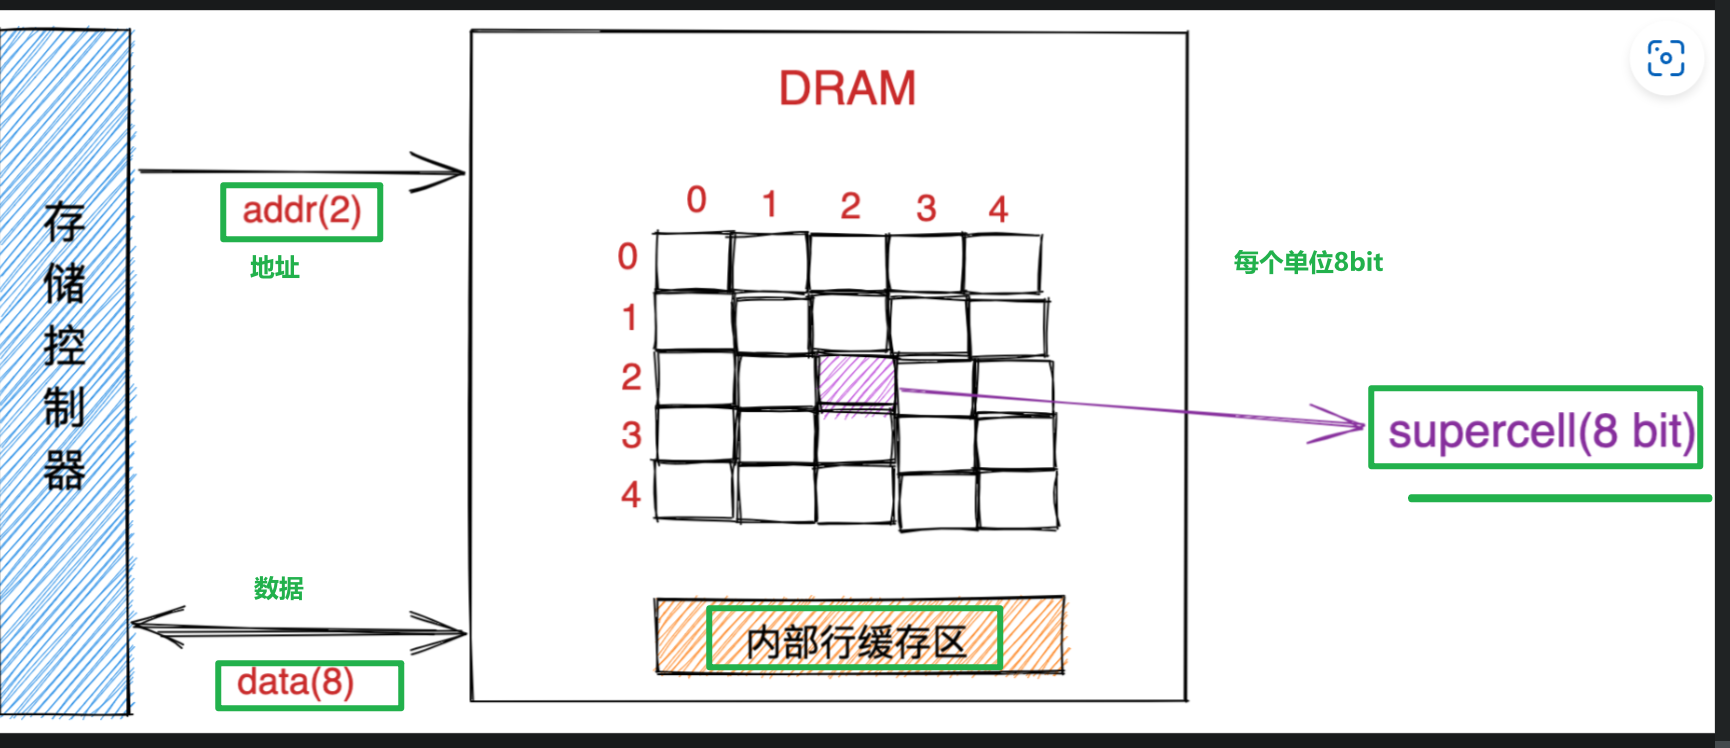 DRAM
存储控制器
addr(2)
地址
0 1 2 3 4
0
1
2
3
4
每个单位8bit
supercell(8 bit)
数据
data(8)
内部行缓存区